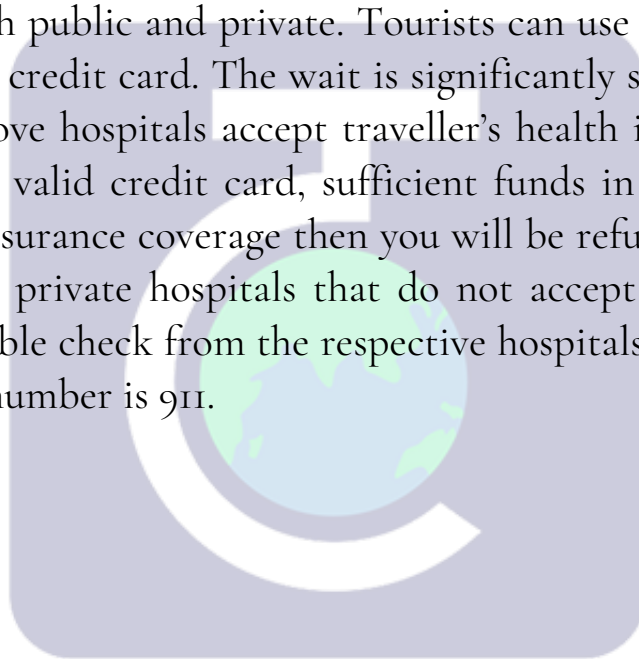 h public and private. Tourists can use
credit card. The wait is significantly s
ove hospitals accept traveller’s health i
valid credit card, sufficient funds in
surance coverage then you will be refu
private hospitals that do not accept
ble check from the respective hospitals
number is 911.